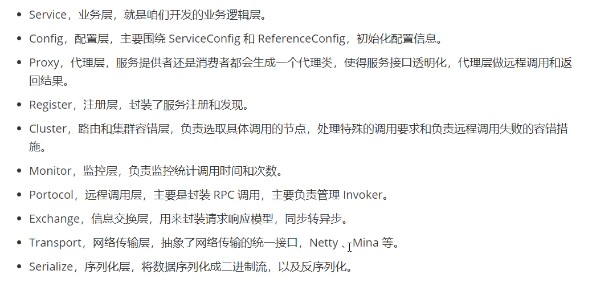 Service，业务层，就是咱们开发的业务逻辑层。
Config，配置层，主要围绕 ServiceConfig 和 ReferenceConfig，初始化配置信息。
Proxy，代理层，服务提供者还是消费者都会生成一个代理类，使得服务接口透明化，代理层做远程调用和返
回结果。
Register，注册层，封装了服务注册和发现。
Cluster，路由和集群容错层，负责选取具体调用的节点，处理特殊的调用要求和负责远程调用失败的容错措
施。
Monitor，监控层，负责监控统计调用时间和次数。
Portocol，远程调用层，主要是封装 RPC 调用，主要负责管理 Invoker。
Exchange，信息交换层，用来封装请求响应模型，同步转异步。
Transport，网络传输层，抽象了网络传输的统一接口，Netty 、Mina 等。
Serialize，序列化层，将数据序列化成二进制流，以及反序列化。